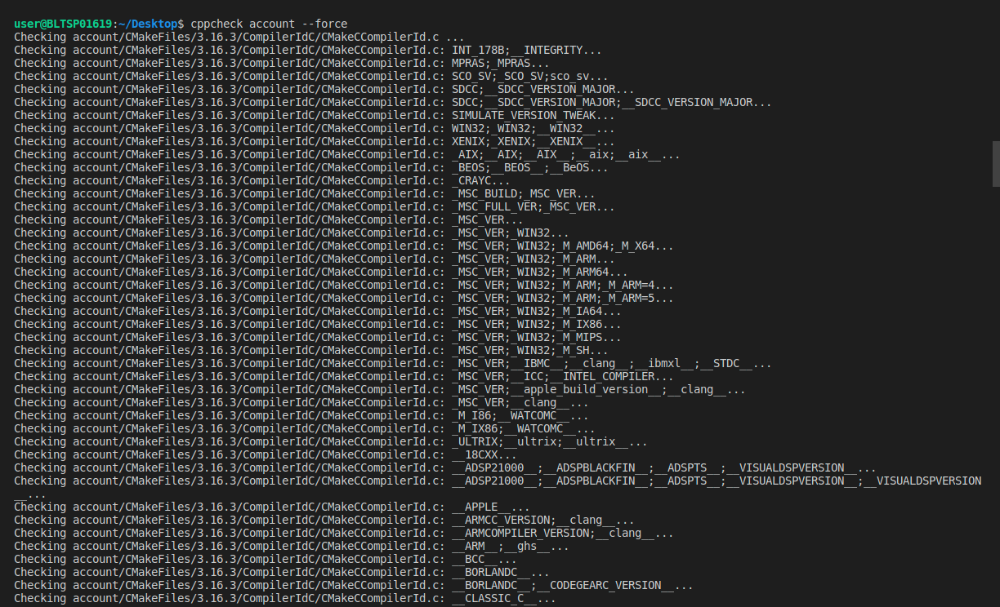 user@BLTSP01619:~/Desktop$ cppcheck account --force
Checking account/CMakeFiles/3.16.3/CompilerIdC/CMakeCCompilerId.c ...
Checking account/CMakeFiles/3.16.3/CompilerIdC/CMakeCCompilerId.c: INT_178B;__INTEGRITY...
Checking account/CMakeFiles/3.16.3/CompilerIdC/CMakeCCompilerId.c: MPRAS;_MPRAS...
Checking account/CMakeFiles/3.16.3/CompilerIdC/CMakeCCompilerId.c: SCO_SV;_SCO_SV;sco_sv...
Checking account/CMakeFiles/3.16.3/CompilerIdC/CMakeCCompilerId.c: SDCC;__SDCC_VERSION_MAJOR...
Checking account/CMakeFiles/3.16.3/CompilerIdC/CMakeCCompilerId.c: SDCC;__SDCC_VERSION_MAJOR;__SDCC_VERSION_MAJOR...
Checking account/CMakeFiles/3.16.3/CompilerIdC/CMakeCCompilerId.c: SIMULATE_VERSION_TWEAK...
Checking account/CMakeFiles/3.16.3/CompilerIdC/CMakeCCompilerId.c: WIN32;_WIN32;__WIN32__...
Checking account/CMakeFiles/3.16.3/CompilerIdC/CMakeCCompilerId.c: XENIX;_XENIX;__XENIX__...
Checking account/CMakeFiles/3.16.3/CompilerIdC/CMakeCCompilerId.c: _AIX;__AIX;__AIX__;__aix;__aix__...
Checking account/CMakeFiles/3.16.3/CompilerIdC/CMakeCCompilerId.c: _BEOS;__BEOS__;__BeOS...
Checking account/CMakeFiles/3.16.3/CompilerIdC/CMakeCCompilerId.c: _CRAYC...
Checking account/CMakeFiles/3.16.3/CompilerIdC/CMakeCCompilerId.c: _MSC_BUILD;_MSC_VER...
Checking account/CMakeFiles/3.16.3/CompilerIdC/CMakeCCompilerId.c: _MSC_FULL_VER;_MSC_VER...
Checking account/CMakeFiles/3.16.3/CompilerIdC/CMakeCCompilerId.c: _MSC_VER...
Checking account/CMakeFiles/3.16.3/CompilerIdC/CMakeCCompilerId.c: _MSC_VER;_WIN32...
Checking account/CMakeFiles/3.16.3/CompilerIdC/CMakeCCompilerId.c: _MSC_VER;_WIN32;_M_AMD64;_M_X64...
Checking account/CMakeFiles/3.16.3/CompilerIdC/CMakeCCompilerId.c: _MSC_VER;_WIN32;_M_ARM...
Checking account/CMakeFiles/3.16.3/CompilerIdC/CMakeCCompilerId.c: _MSC_VER;_WIN32;_M_ARM64...
Checking account/CMakeFiles/3.16.3/CompilerIdC/CMakeCCompilerId.c: _MSC_VER;_WIN32;_M_ARM;_M_ARM=4...
Checking account/CMakeFiles/3.16.3/CompilerIdC/CMakeCCompilerId.c: _MSC_VER;_WIN32;_M_ARM;_M_ARM=5...
Checking account/CMakeFiles/3.16.3/CompilerIdC/CMakeCCompilerId.c: _MSC_VER;_WIN32;_M_IA64...
Checking account/CMakeFiles/3.16.3/CompilerIdC/CMakeCCompilerId.c: _MSC_VER;_WIN32;_M_IX86...
Checking account/CMakeFiles/3.16.3/CompilerIdC/CMakeCCompilerId.c: _MSC_VER;_WIN32;_M_MIPS...
Checking account/CMakeFiles/3.16.3/CompilerIdC/CMakeCCompilerId.c: _MSC_VER;_WIN32;_M_SH...
Checking account/CMakeFiles/3.16.3/CompilerIdC/CMakeCCompilerId.c: _MSC_VER;__IBMC__;__clang__;__ibmxl__;__STDC__...
Checking account/CMakeFiles/3.16.3/CompilerIdC/CMakeCCompilerId.c: _MSC_VER;__ICC;__INTEL_COMPILER...
Checking account/CMakeFiles/3.16.3/CompilerIdC/CMakeCCompilerId.c: _MSC_VER;__apple_build_version__;__clang__...
Checking account/CMakeFiles/3.16.3/CompilerIdC/CMakeCCompilerId.c: _MSC_VER;__clang__...
Checking account/CMakeFiles/3.16.3/CompilerIdC/CMakeCCompilerId.c: _M_I86;__WATCOMC__...
Checking account/CMakeFiles/3.16.3/CompilerIdC/CMakeCCompilerId.c: _M_IX86;__WATCOMC__...
Checking account/CMakeFiles/3.16.3/CompilerIdC/CMakeCCompilerId.c: _ULTRIX;__ultrix;__ultrix__...
Checking account/CMakeFiles/3.16.3/CompilerIdC/CMakeCCompilerId.c: __18CXX...
Checking account/CMakeFiles/3.16.3/CompilerIdC/CMakeCCompilerId.c: __ADSP21000__;__ADSPBLACKFIN__;__ADSPTS__;__VISUALDSPVERSION__...
Checking account/CMakeFiles/3.16.3/CompilerIdC/CMakeCCompilerId.c: __ADSP21000__;__ADSPBLACKFIN__;__ADSPTS__;__VISUALDSPVERSION__;__VISUALDSPVERSION
__...
Checking account/CMakeFiles/3.16.3/CompilerIdC/CMakeCCompilerId.c: __APPLE__...
Checking account/CMakeFiles/3.16.3/CompilerIdC/CMakeCCompilerId.c: __ARMCC_VERSION;__clang__...
Checking account/CMakeFiles/3.16.3/CompilerIdC/CMakeCCompilerId.c: __ARMCOMPILER_VERSION;__clang__...
Checking account/CMakeFiles/3.16.3/CompilerIdC/CMakeCCompilerId.c: __ARM__;__ghs__...
Checking account/CMakeFiles/3.16.3/CompilerIdC/CMakeCCompilerId.c: __BCC__...
Checking account/CMakeFiles/3.16.3/CompilerIdC/CMakeCCompilerId.c: __BORLANDC__...
Checking account/CMakeFiles/3.16.3/CompilerIdC/CMakeCCompilerId.c: __BORLANDC__;__CODEGEARC_VERSION__...
Checking account/CMakeFiles/3.16.3/CompilerIdC/CMakeCCompilerId.c: __CLASSIC_C__...